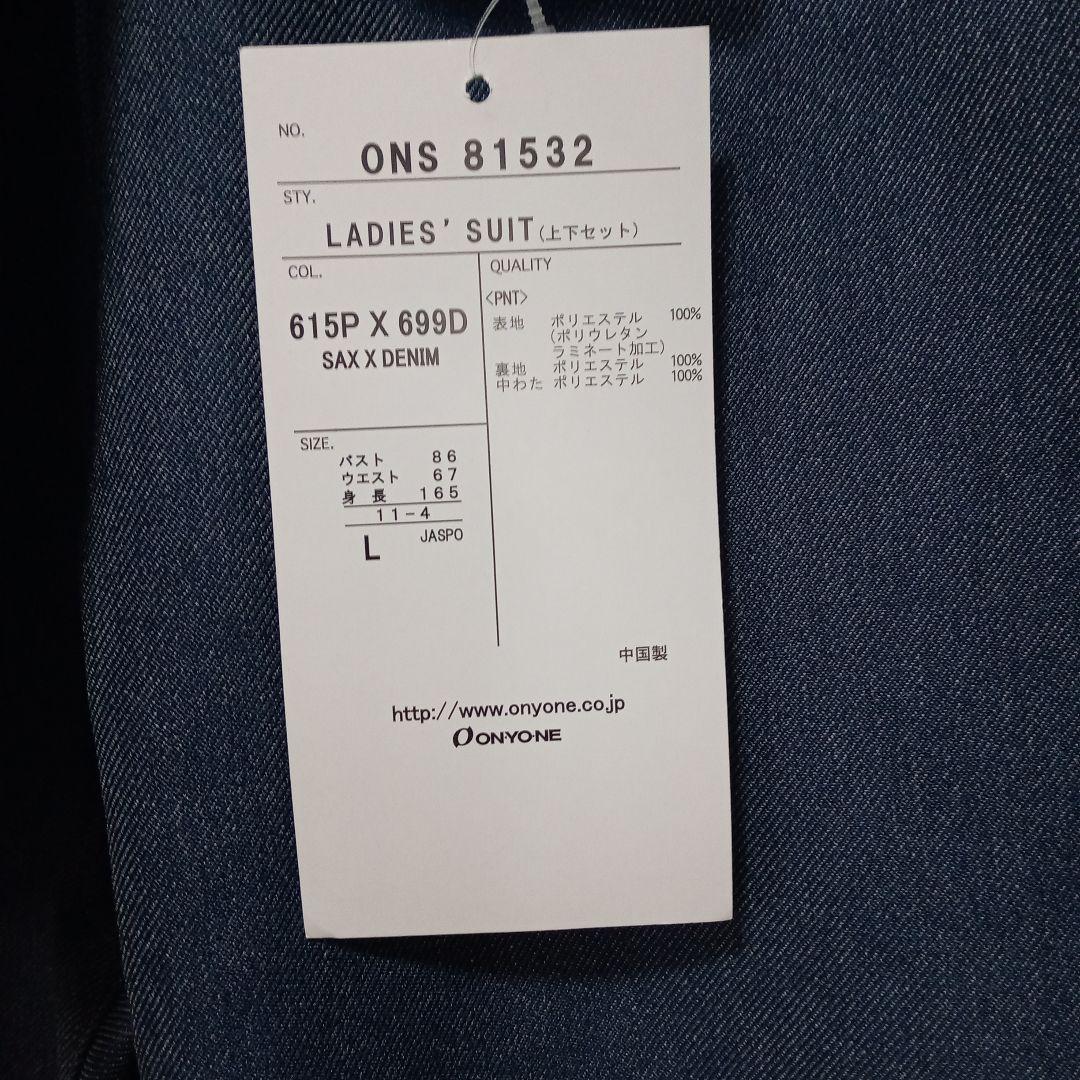 NO.
ONS 81532
STY.
LADIES' SUIT(上下セット)
COL.
615P X 699D
SAX X DENIM
QUALITY
<PNT>
表地 ポリエステル 100%
(ポリウレタン
ラミネート加工)
裏地 ポリエステル 100%
中わた ポリエステル 100%
SIZE.
バスト 86
ウエスト 67
身長 165
11-4
L JASPO
中国製
http://www.onyone.co.jp
ON·YO·NE